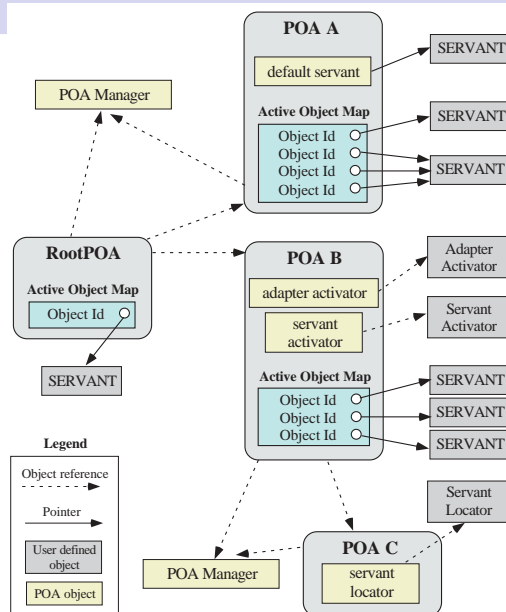 POA A
default servant
SERVANT
POA Manager
Active Object Map
Object Id
Object Id
Object Id
Object Id
SERVANT
SERVANT
RootPOA
Active Object Map
Object Id
SERVANT
POA B
adapter activator
servant
activator
Adapter
Activator
Servant
Activator
Active Object Map
Object Id
Object Id
Object Id
SERVANT
SERVANT
SERVANT
Legend
Object reference
Pointer
User defined
object
POA object
POA Manager
POA C
servant
locator
Servant
Locator